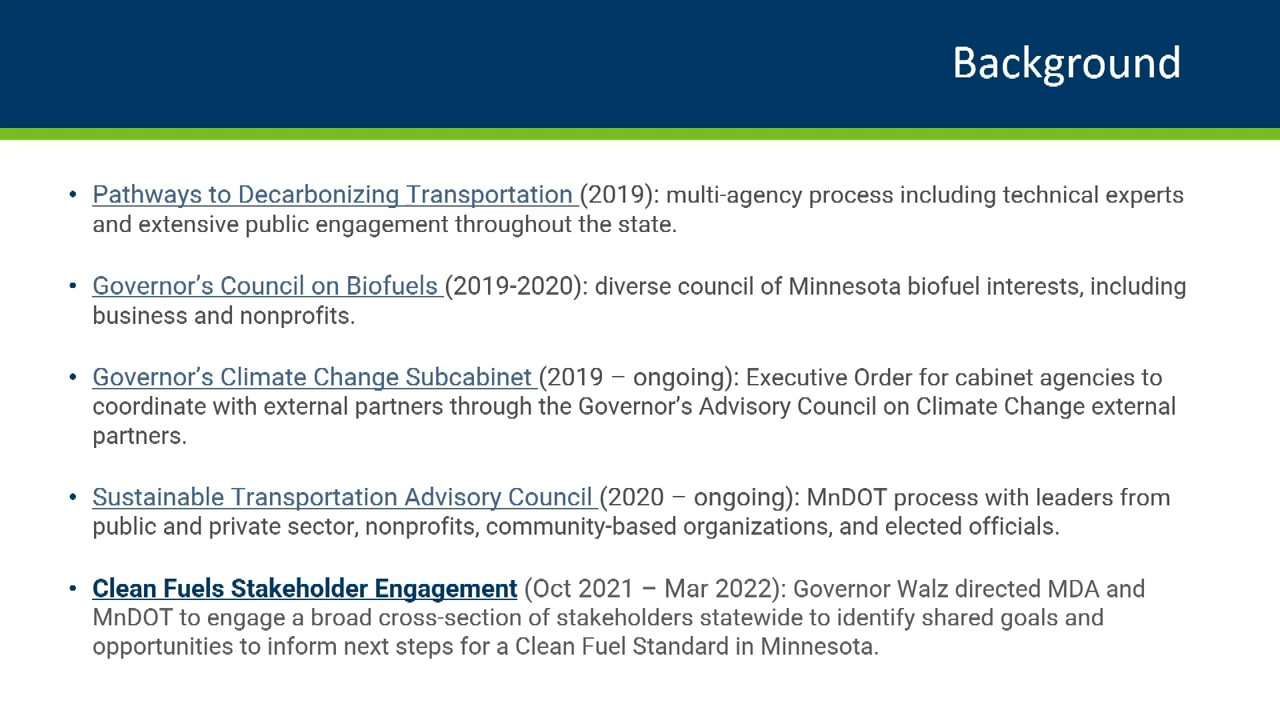 Background
• Pathways to Decarbonizing Transportation (2019): multi-agency process including technical experts
and extensive public engagement throughout the state.
• Governor’s Council on Biofuels (2019-2020): diverse council of Minnesota biofuel interests, including
business and nonprofits.
• Governor’s Climate Change Subcabinet (2019 – ongoing): Executive Order for cabinet agencies to
coordinate with external partners through the Governor’s Advisory Council on Climate Change external
partners.
• Sustainable Transportation Advisory Council (2020 – ongoing): MnDOT process with leaders from
public and private sector, nonprofits, community-based organizations, and elected officials.
• Clean Fuels Stakeholder Engagement (Oct 2021 – Mar 2022): Governor Walz directed MDA and
MnDOT to engage a broad cross-section of stakeholders statewide to identify shared goals and
opportunities to inform next steps for a Clean Fuel Standard in Minnesota.